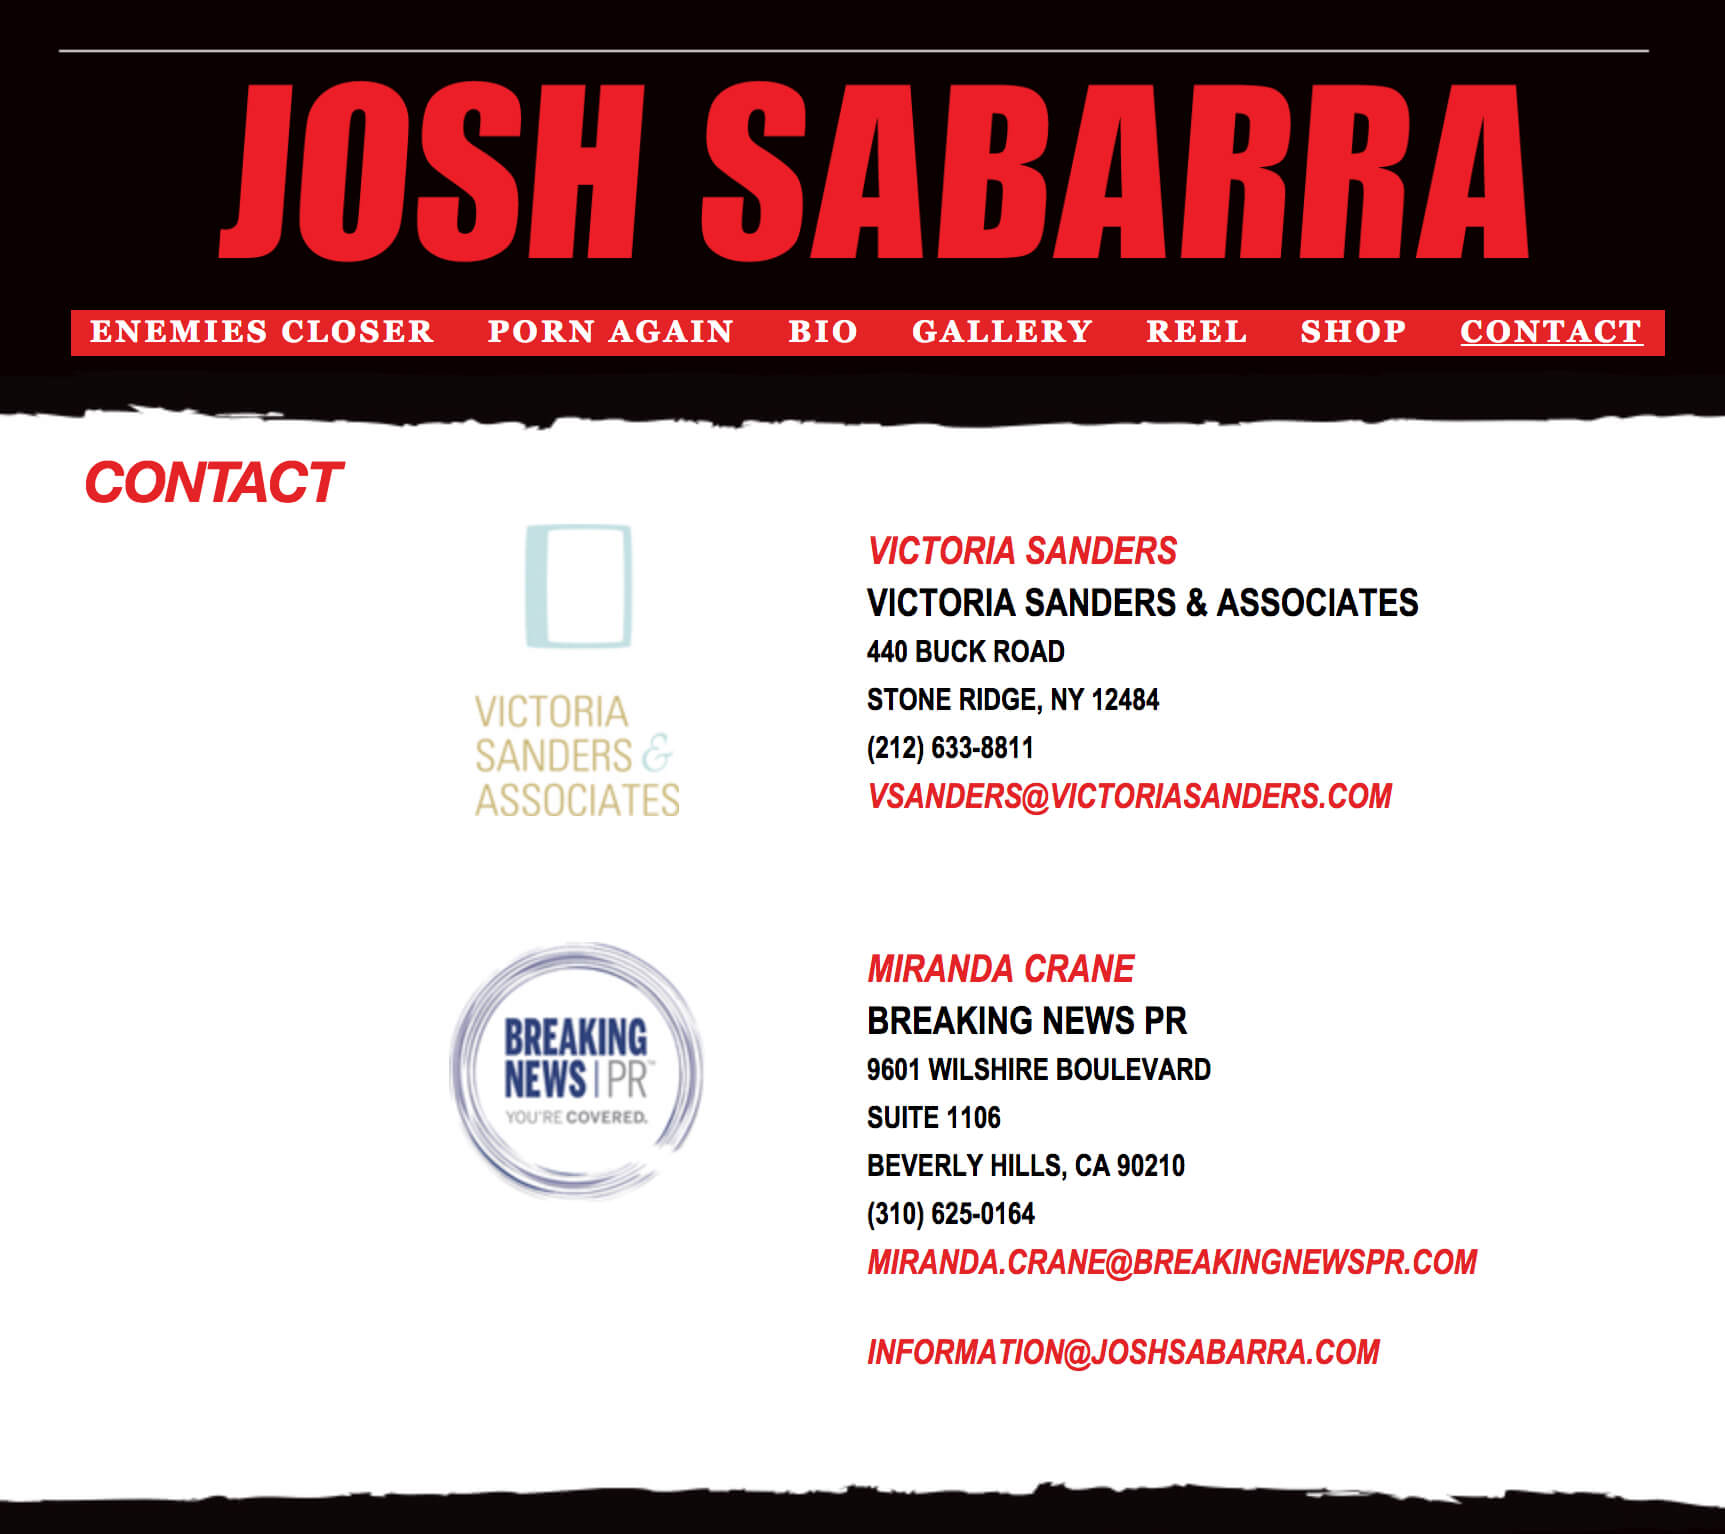 JOSH SABARRA
ENEMIES CLOSER PORN AGAIN BIO GALLERY REEL SHOP CONTACT
CONTACT
VICTORIA
SANDERS &
ASSOCIATES
VICTORIA SANDERS
VICTORIA SANDERS & ASSOCIATES
440 BUCK ROAD
STONE RIDGE, NY 12484
(212) 633-8811
VSANDERS@VICTORIASANDERS.COM
BREAKING
NEWS | PR™
YOU'RE COVERED.
MIRANDA CRANE
BREAKING NEWS PR
9601 WILSHIRE BOULEVARD
SUITE 1106
BEVERLY HILLS, CA 90210
(310) 625-0164
MIRANDA.CRANE@BREAKINGNEWSPR.COM
INFORMATION@JOSHSABARRA.COM